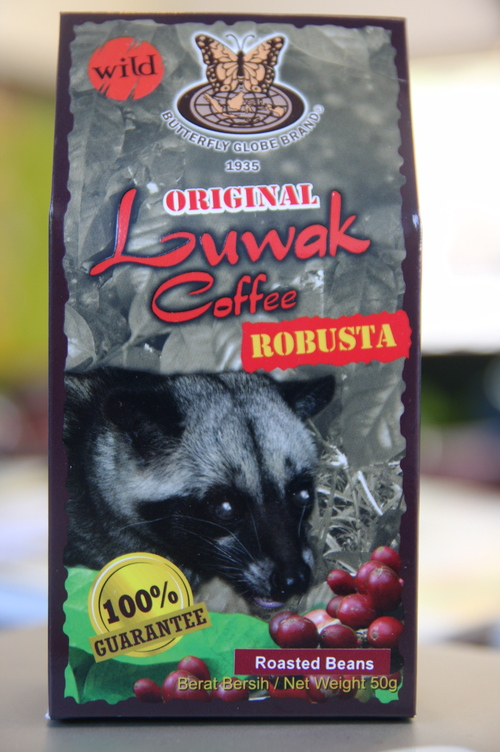 wild
BUTTERFLY GLOBE BRAND®
1935
ORIGINAL
Luwak
Coffee
ROBUSTA
100%
GUARANTEE
Roasted Beans
Berat Bersih / Net Weight 50g